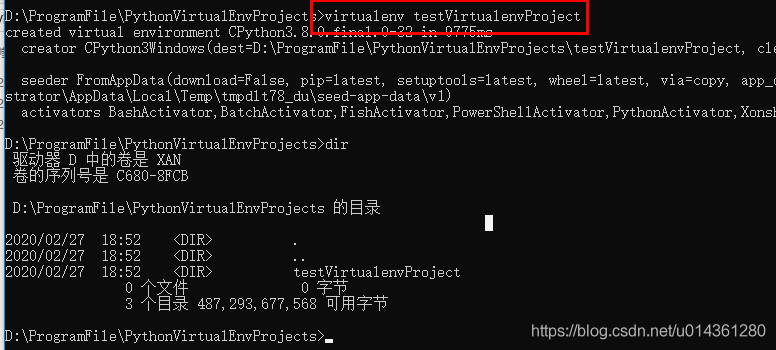 D:\ProgramFile\PythonVirtualEnvProjects>virtualenv testVirtualenvProject
created virtual environment CPython3.8.0.final.0-32 in 9775ms
creator CPython3Windows(dest=D:\ProgramFile\PythonVirtualEnvProjects\testVirtualenvProject, cle
seeder FromAppData(download=False, pip=latest, setuptools=latest, wheel=latest, via=copy, app_d
strator\AppData\Local\Temp\tmpdlt78_du\seed-app-data\v1)
activators BashActivator,BatchActivator,FishActivator,PowerShellActivator,PythonActivator,Xonsh
D:\ProgramFile\PythonVirtualEnvProjects>dir
驱动器 D 中的卷是 XAN
卷的序列号是 C680-8FCB
D:\ProgramFile\PythonVirtualEnvProjects 的目录
2020/02/27 18:52 <DIR> .
2020/02/27 18:52 <DIR> ..
2020/02/27 18:52 <DIR> testVirtualenvProject
0 个文件 0 字节
3 个目录 487,293,677,568 可用字节
D:\ProgramFile\PythonVirtualEnvProjects>
https://blog.csdn.net/u014361280